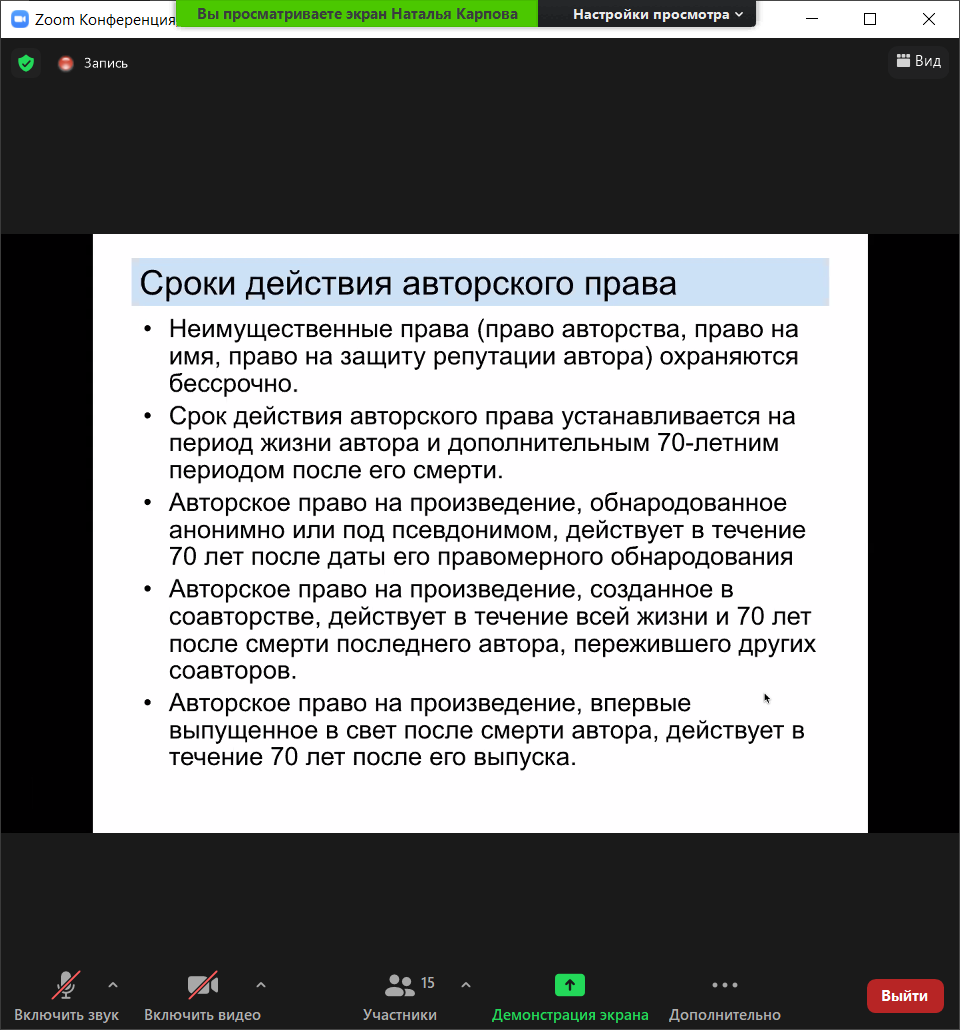 Zoom Конференция
Вы просматриваете экран Наталья Карпова
Настройки просмотра
Запись
Вид
Сроки действия авторского права
• Неимущественные права (право авторства, право на
имя, право на защиту репутации автора) охраняются
бессрочно.
• Срок действия авторского права устанавливается на
период жизни автора и дополнительным 70-летним
периодом после его смерти.
• Авторское право на произведение, обнародованное
анонимно или под псевдонимом, действует в течение
70 лет после даты его правомерного обнародования
• Авторское право на произведение, созданное в
соавторстве, действует в течение всей жизни и 70 лет
после смерти последнего автора, пережившего других
соавторов.
• Авторское право на произведение, впервые
выпущенное в свет после смерти автора, действует в
течение 70 лет после его выпуска.
Включить звук
Включить видео
15
Участники
Демонстрация экрана
Дополнительно
Выйти